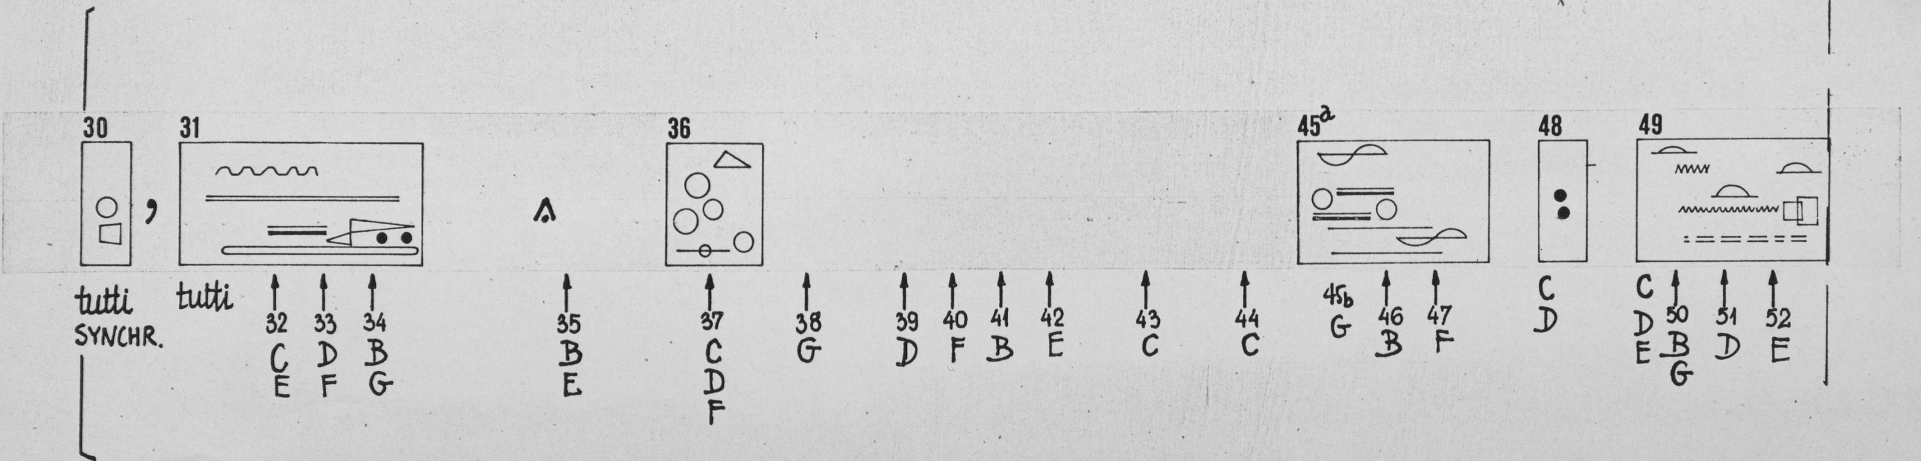 30 31 36 45a 48 49
tutti tutti 45b C C
SYNCHR. G D D
E
32 33 34 35 37 38 39 40 41 42 43 44 46 47 50 51 52
C D B B C G D F B E C C B F B D E
E F G E D G
F